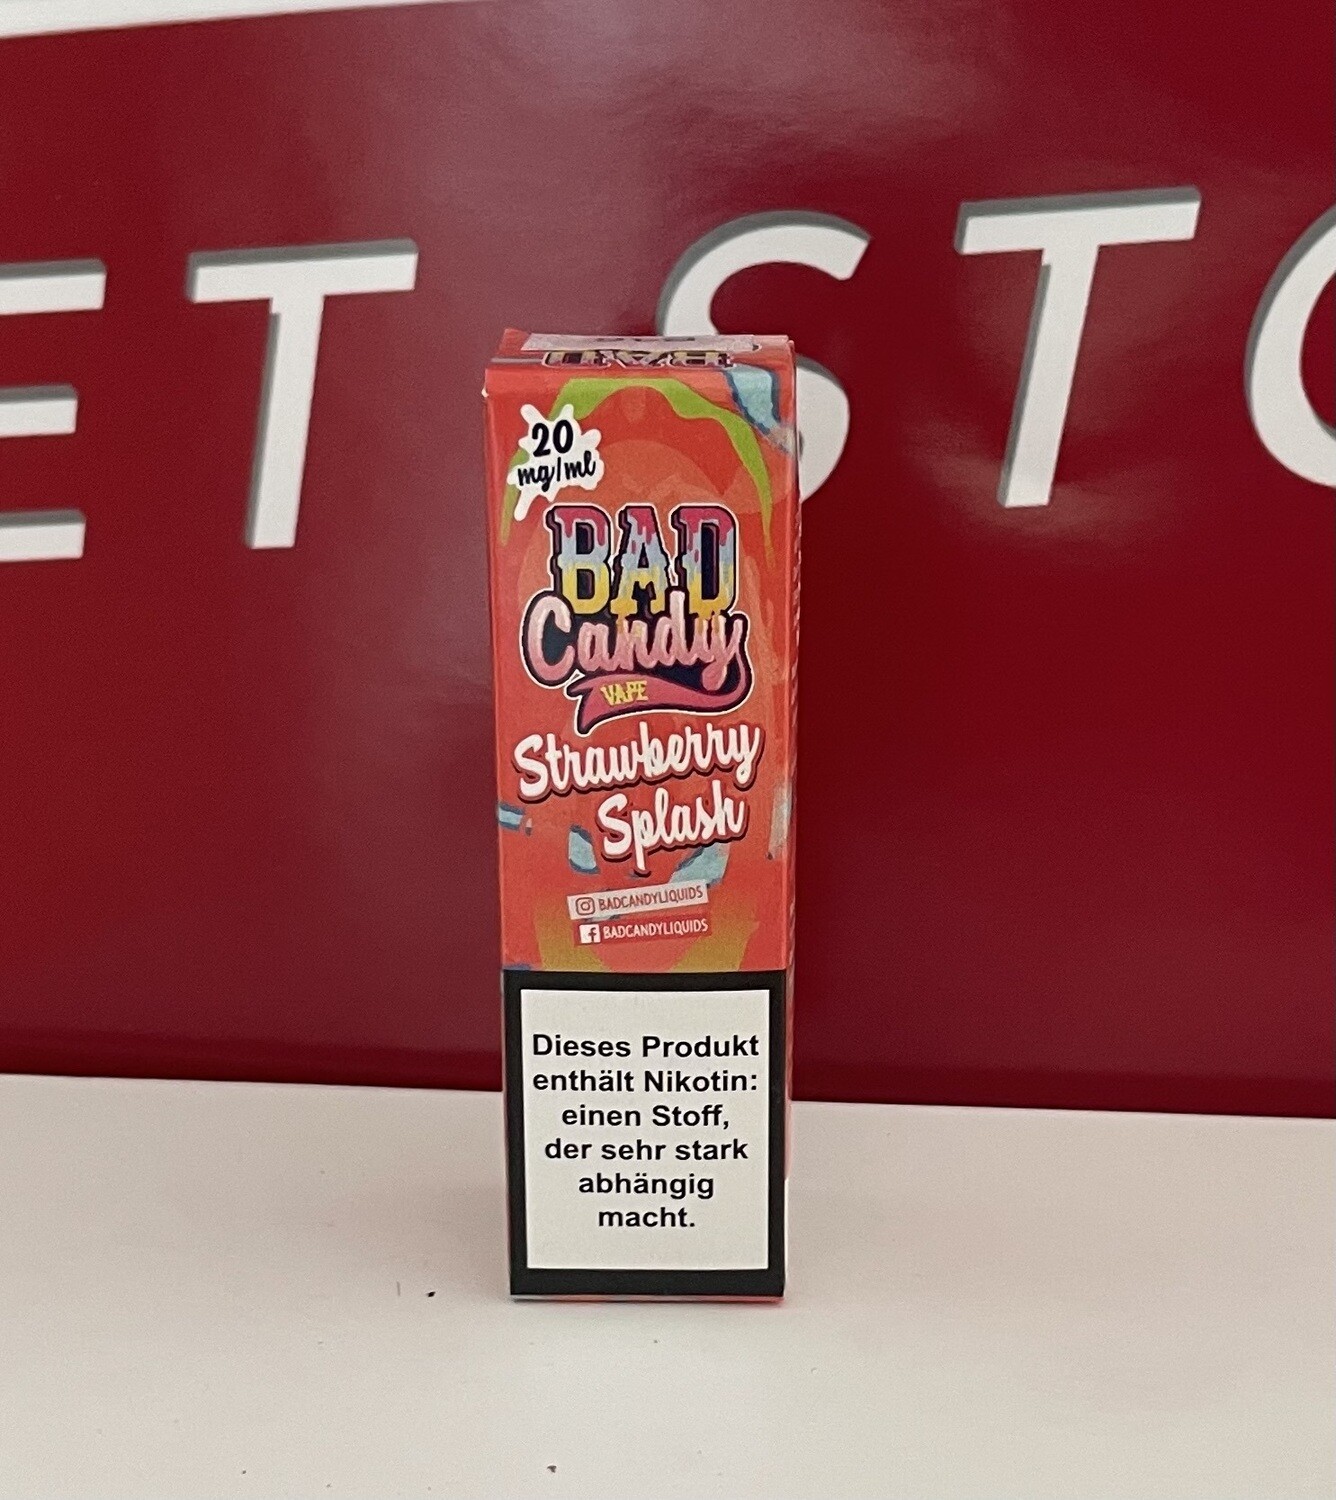 ET STO
BAD
20
mg/ml
BAD
Candy
VAPE
Strawberry
Splash
BADCANDYLIQUIDS
BADCANDYLIQUIDS
Dieses Produkt
enthält Nikotin:
einen Stoff,
der sehr stark
abhängig
macht.